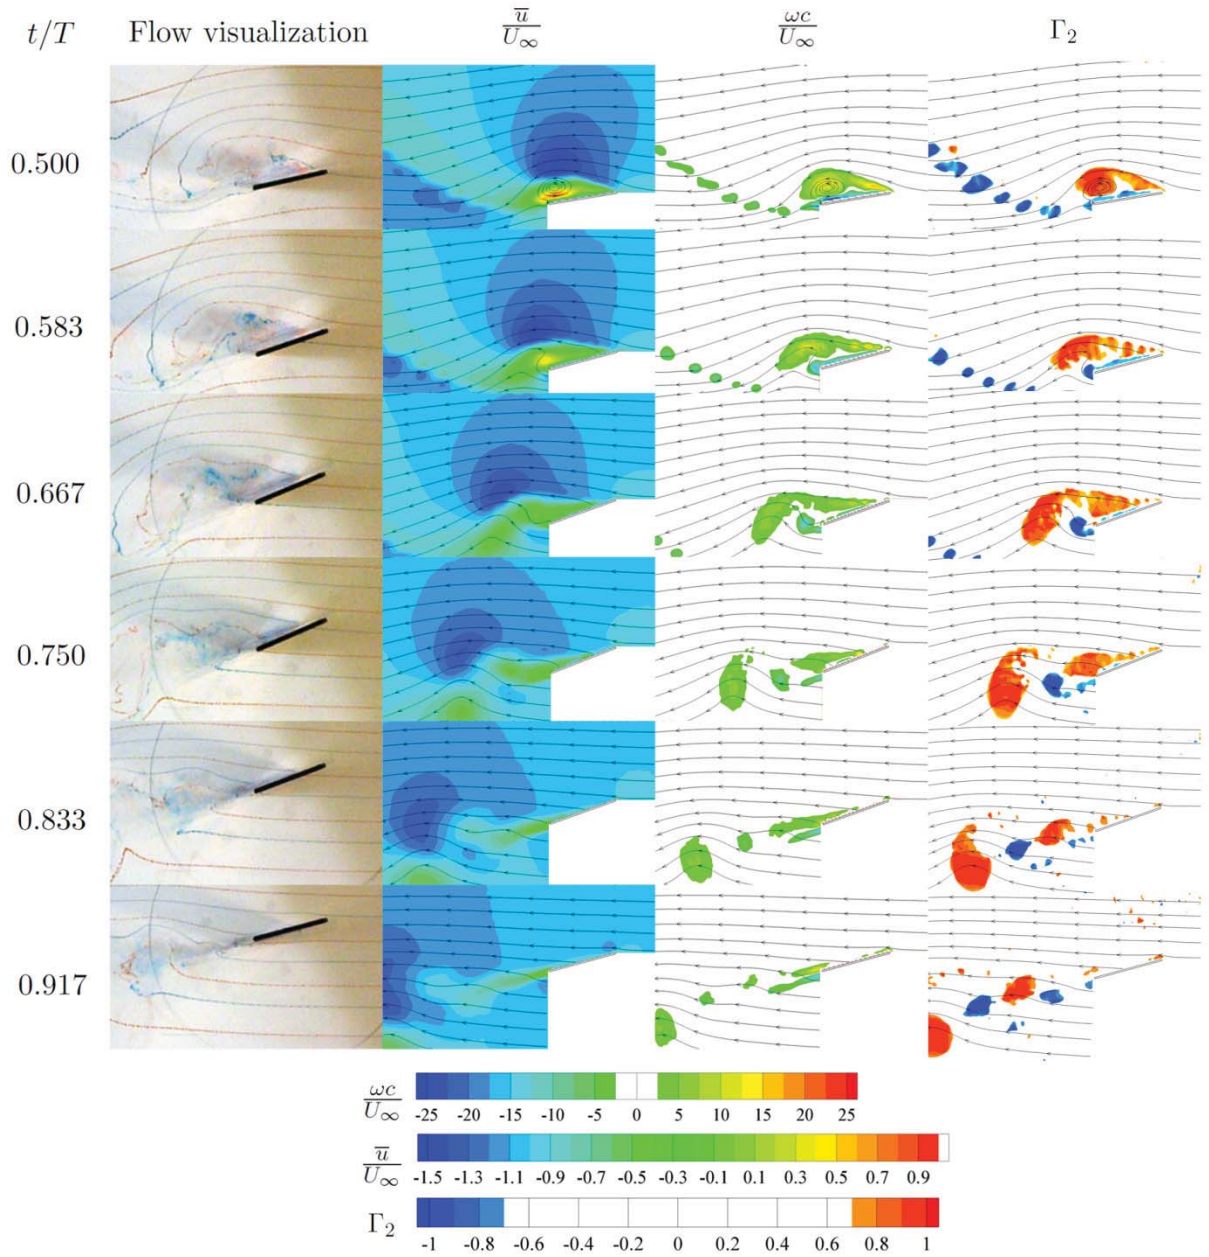 t/T Flow visualization u̅/U∞ ωc/U∞ Γ2
0.500
0.583
0.667
0.750
0.833
0.917
ωc/U∞ -25 -20 -15 -10 -5 0 5 10 15 20 25
u̅/U∞ -1.5 -1.3 -1.1 -0.9 -0.7 -0.5 -0.3 -0.1 0.1 0.3 0.5 0.7 0.9
Γ2 -1 -0.8 -0.6 -0.4 -0.2 0 0.2 0.4 0.6 0.8 1